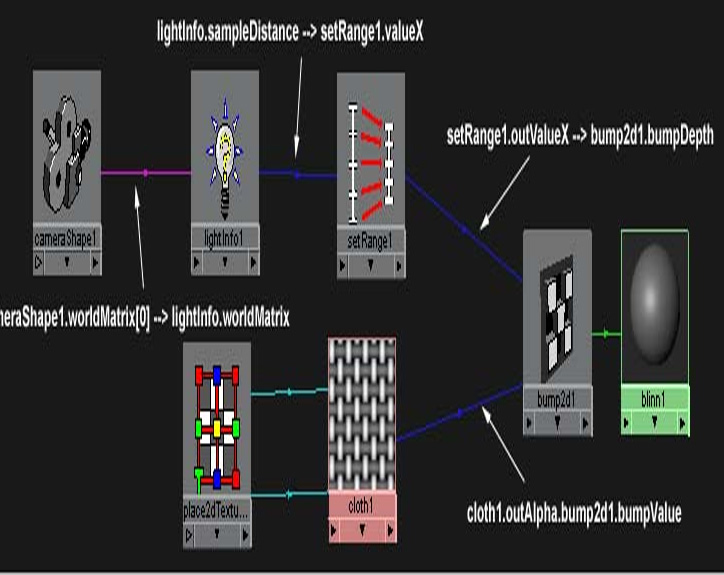 lightInfo.sampleDistance --> setRange1.valueX
setRange1.outValueX --> bump2d1.bumpDepth
cameraShape1
lightInfo1
setRange1
meraShape1.worldMatrix[0] --> lightInfo.worldMatrix
bump2d1
blinn1
place2dTextu...
cloth1
cloth1.outAlpha.bump2d1.bumpValue